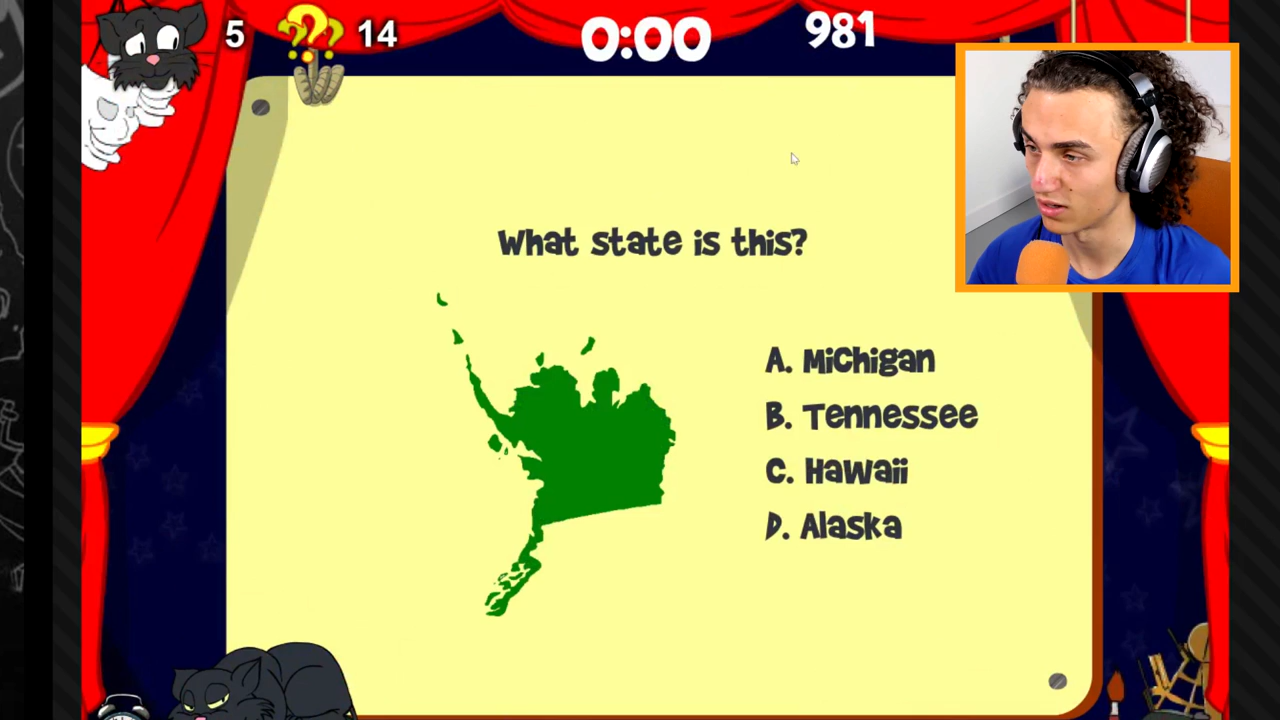 5 ??? 14 0:00 981
What state is this?
A. Michigan
B. Tennessee
C. Hawaii
D. Alaska